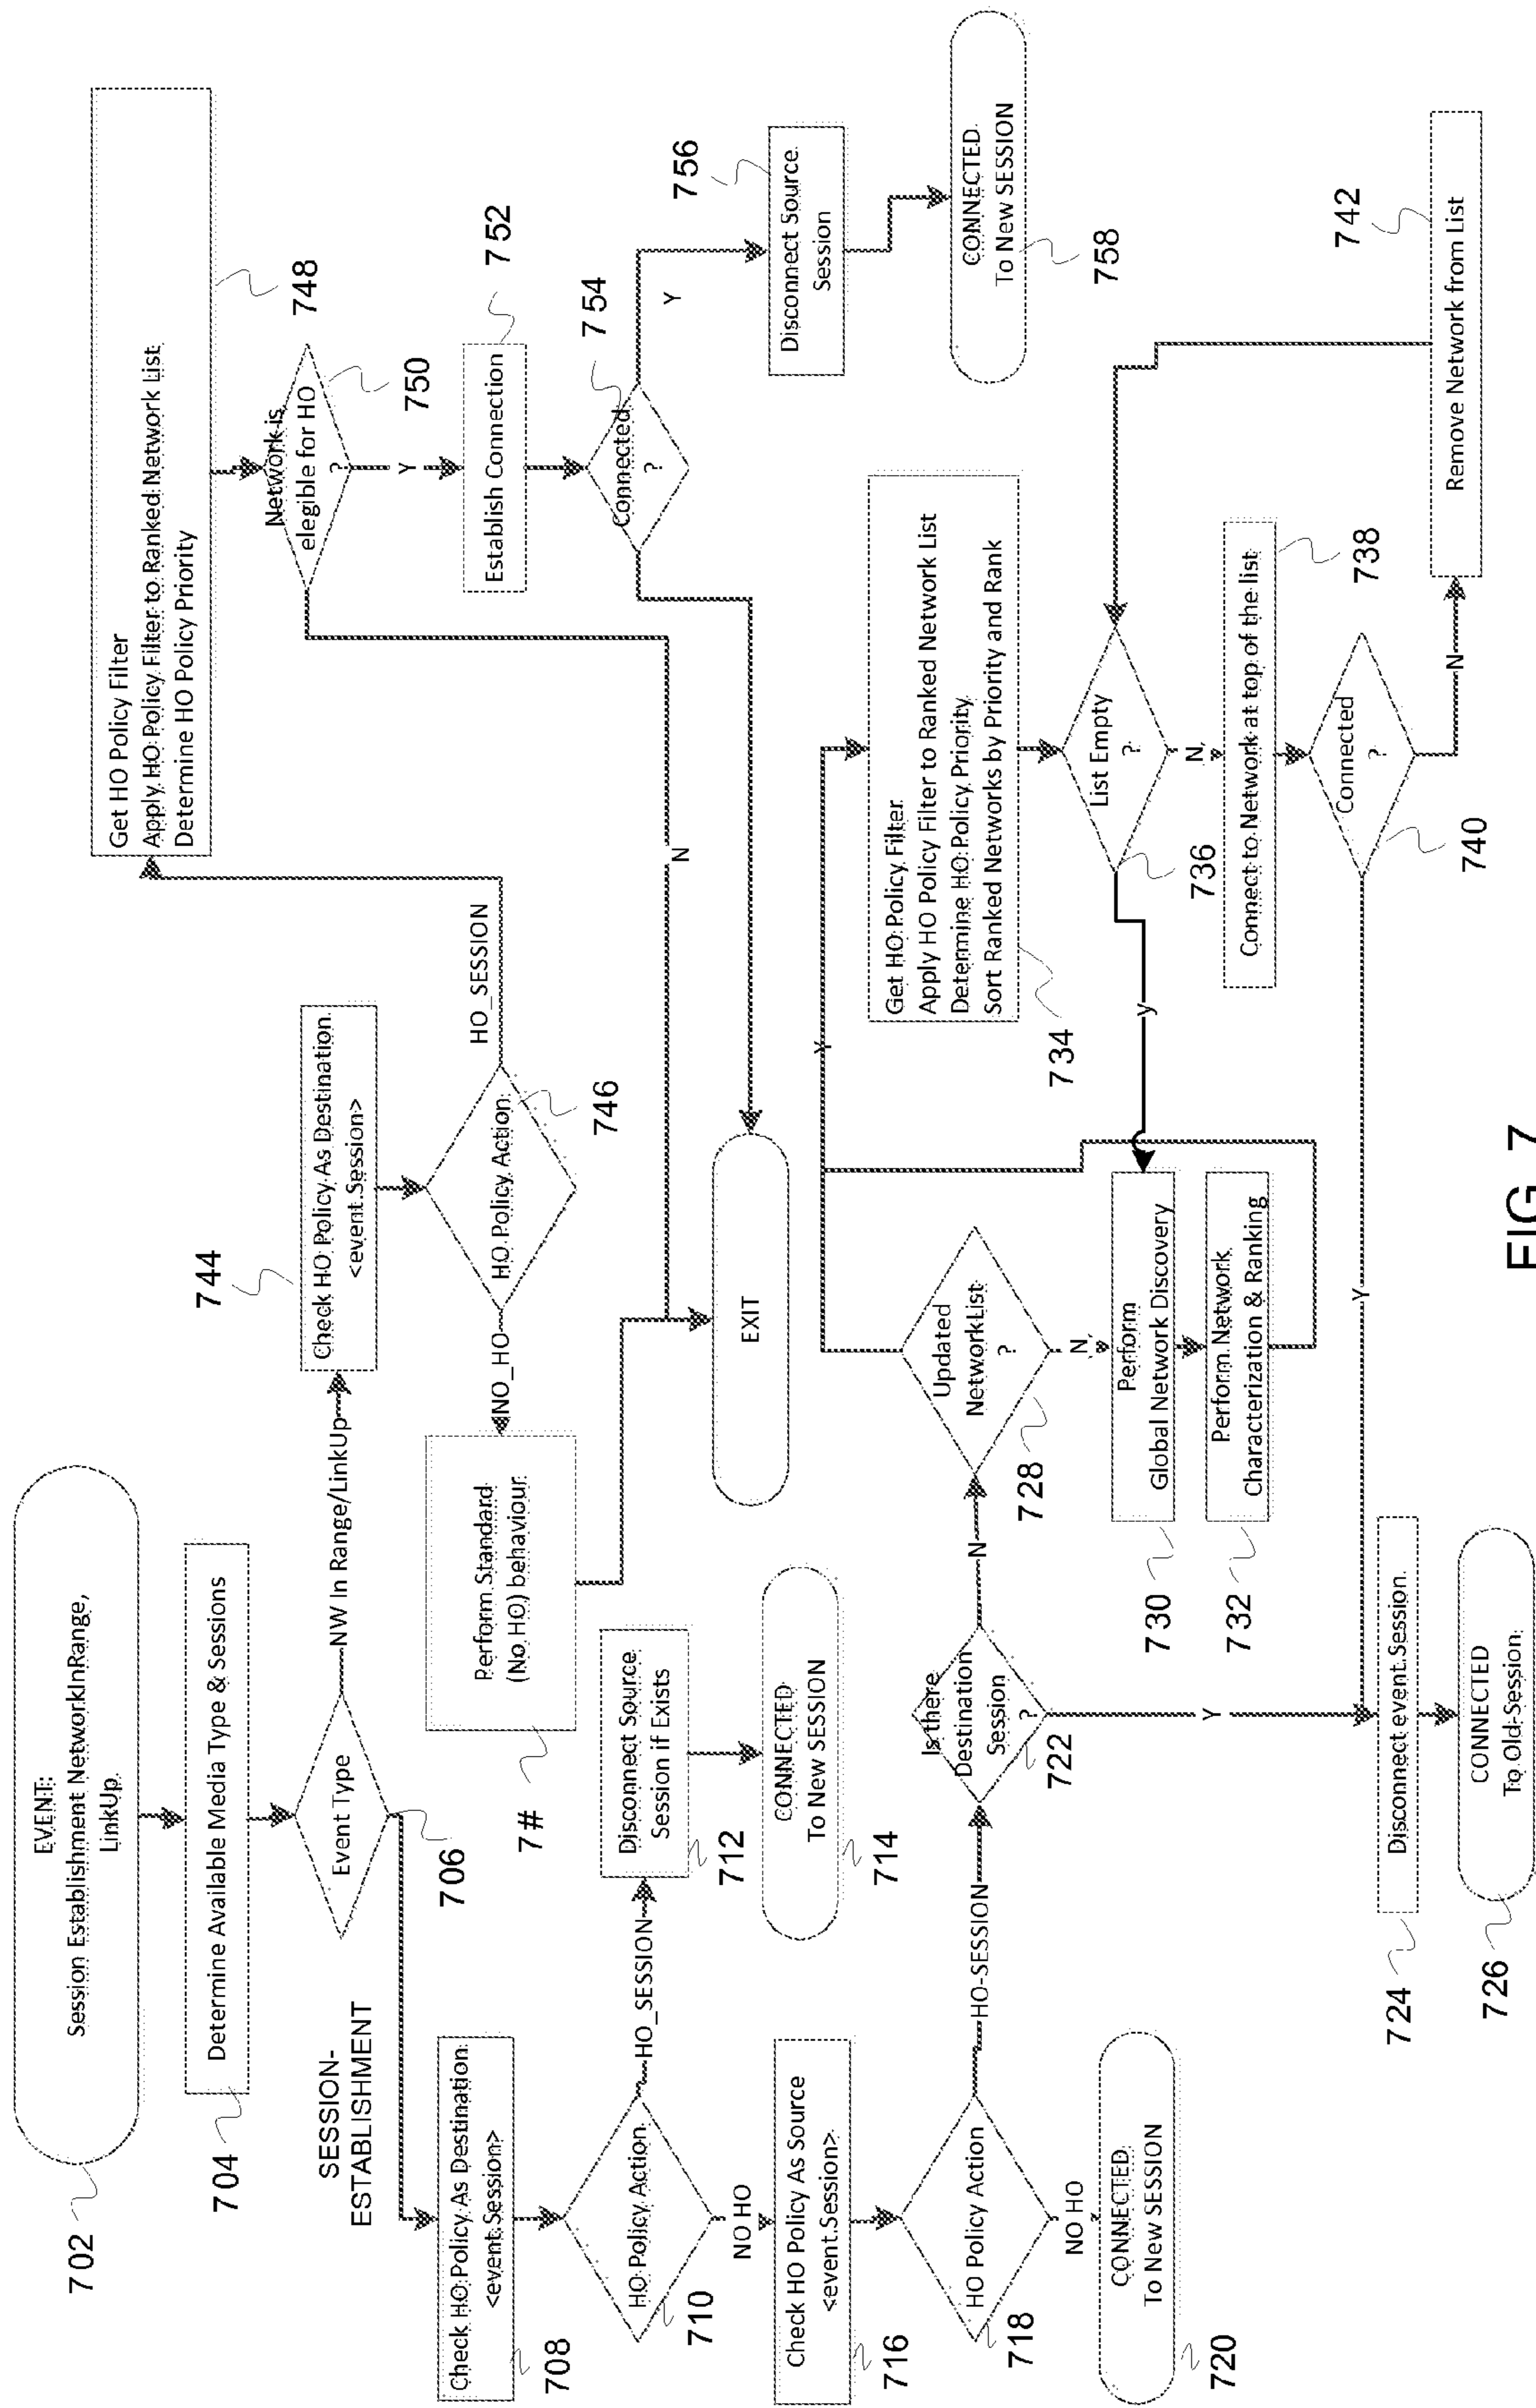 EVENT:
Session Establishment NetworkInRange,
LinkUp
702
Determine Available Media Type & Sessions
704
Event Type
706
SESSION-
ESTABLISHMENT
NW In Range/LinkUp
Check HO Policy As Destination
<event.Session>
708
HO Policy Action
710
HO_SESSION
Disconnect Source
Session if Exists
712
CONNECTED
To New SESSION
714
NO HO
Check HO Policy As Source
<event.Session>
716
HO Policy Action
718
NO HO
CONNECTED
To New SESSION
720
HO-SESSION
Is there
Destination
Session
?
722
Y
Disconnect event.Session
724
CONNECTED
To Old Session
726
N
Updated
NetworkList
?
728
N
Y
Perform
Global Network Discovery
730
Perform Network
Characterization & Ranking
732
Get HO Policy Filter
Apply HO Policy Filter to Ranked Network List
Determine HO Policy Priority
Sort Ranked Networks by Priority and Rank
734
List Empty
?
736
y
N
Connect to Network at top of the list
738
Connected
?
740
Y
N
Remove Network from List
742
744
Check HO Policy As Destination
<event.Session>
HO Policy Action
746
NO_HO
Perform Standard
(No HO) behaviour
7#
EXIT
HO_SESSION
Get HO Policy Filter
Apply HO Policy Filter to Ranked Network List
Determine HO Policy Priority
748
Network is
elegible for HO
?
750
N
Y
Establish Connection
752
Connected
?
754
Y
Disconnect Source
Session
756
CONNECTED
To New SESSION
758
FIG. 7